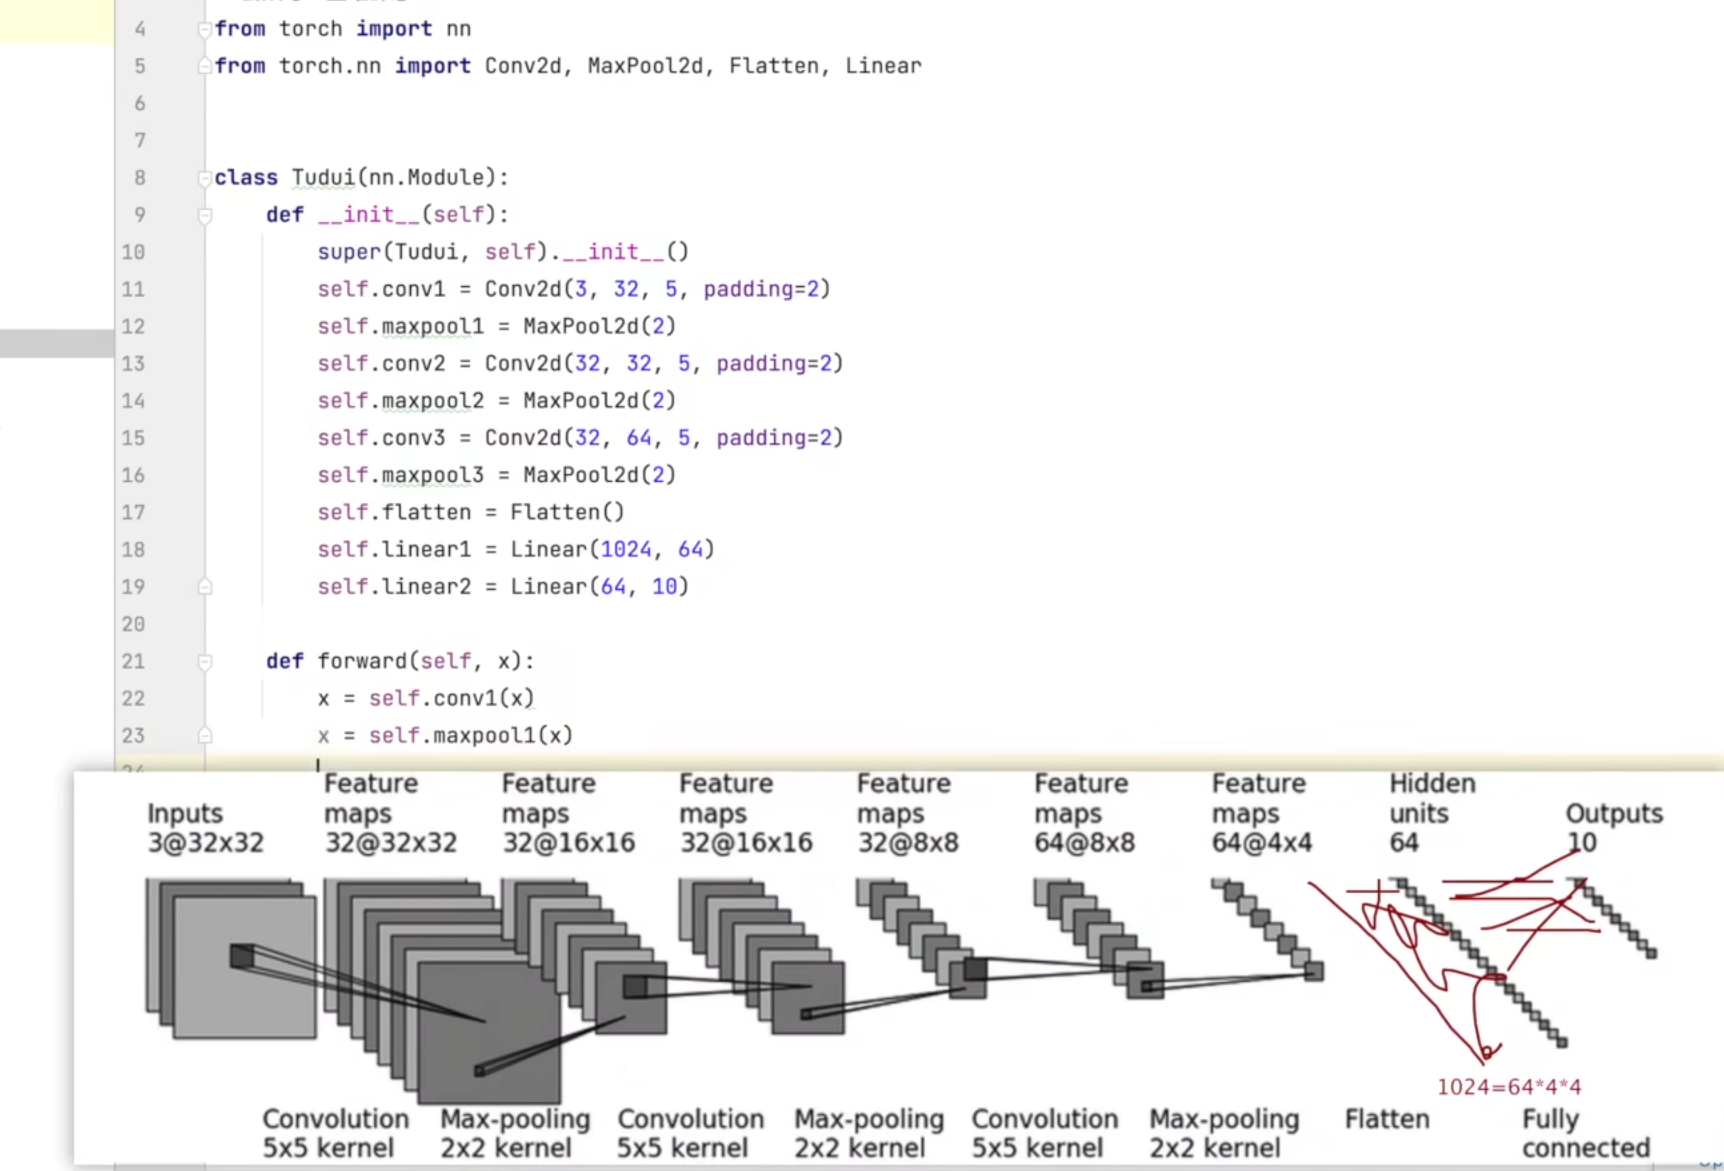 4 from torch import nn
5 from torch.nn import Conv2d, MaxPool2d, Flatten, Linear
6
7
8 class Tudui(nn.Module):
9 def __init__(self):
10 super(Tudui, self).__init__()
11 self.conv1 = Conv2d(3, 32, 5, padding=2)
12 self.maxpool1 = MaxPool2d(2)
13 self.conv2 = Conv2d(32, 32, 5, padding=2)
14 self.maxpool2 = MaxPool2d(2)
15 self.conv3 = Conv2d(32, 64, 5, padding=2)
16 self.maxpool3 = MaxPool2d(2)
17 self.flatten = Flatten()
18 self.linear1 = Linear(1024, 64)
19 self.linear2 = Linear(64, 10)
20
21 def forward(self, x):
22 x = self.conv1(x)
23 x = self.maxpool1(x)
Inputs
3@32x32
Feature
maps
32@32x32
Feature
maps
32@16x16
Feature
maps
32@16x16
Feature
maps
32@8x8
Feature
maps
64@8x8
Feature
maps
64@4x4
Hidden
units
64
Outputs
10
1024=64*4*4
Convolution
5x5 kernel
Max-pooling
2x2 kernel
Convolution
5x5 kernel
Max-pooling
2x2 kernel
Convolution
5x5 kernel
Max-pooling
2x2 kernel
Flatten
Fully
connected